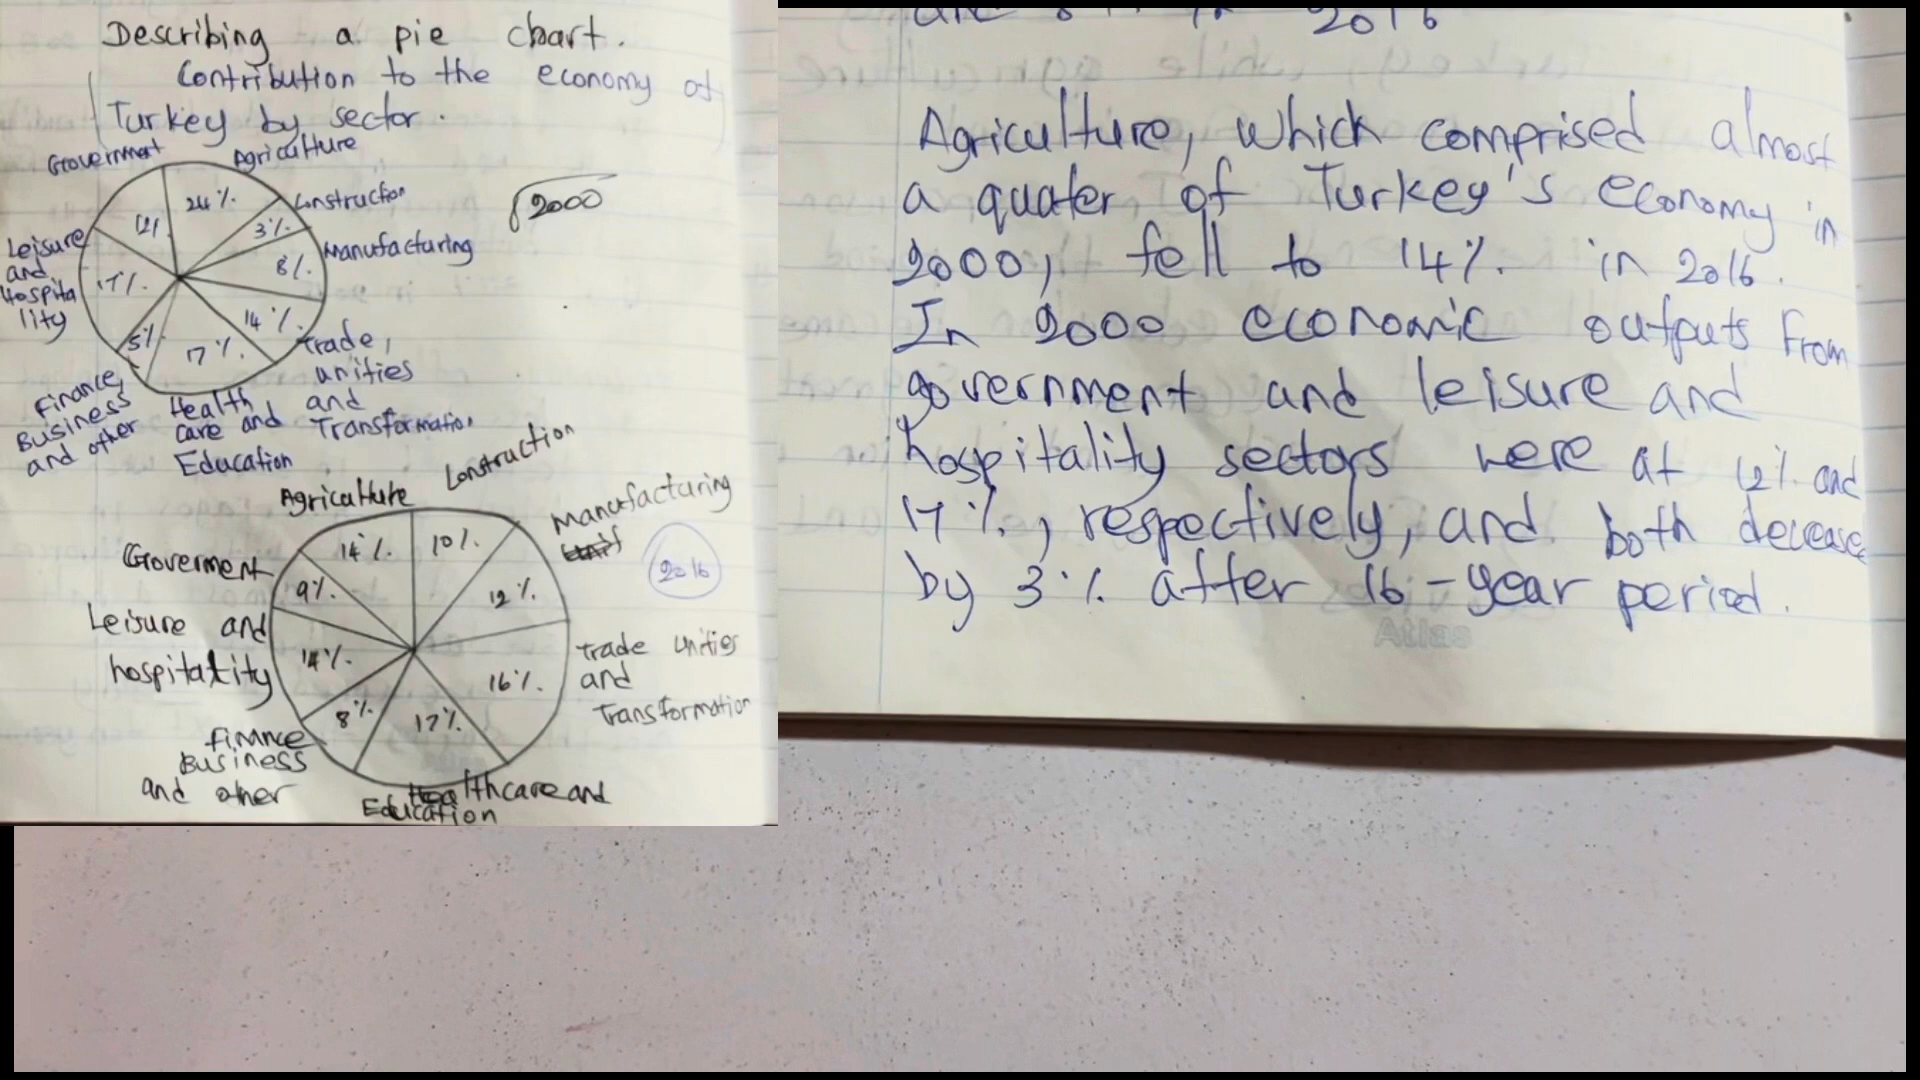 Describing a pie chart.
Contribution to the economy of
Turkey by sector.
Government
Agriculture
24%.
Construction
3%.
12%
Manufacturing
8%.
Leisure
and
Hospita
lity
17%.
14%.
Trade,
unities
and
Transformation
5%
17%.
Finance,
Business
and other
Health
care and
Education
2000
Agriculture
Construction
Manufacturing
14%.
10%.
Goverment
9%.
12%.
2016
Leisure and
hospitality
14%.
Trade unities
and
Transformation
16%.
8%.
17%.
finance
Business
and other
Healthcare and
Education
2016
Agriculture, which comprised almost
a quater of Turkey's economy in
2000, fell to 14%. in 2016.
In 2000 economic outputs from
government and leisure and
hospitality sectors were at 12%. and
17%., respectively, and both decrease
by 3%. after 16-year period.
Atlas